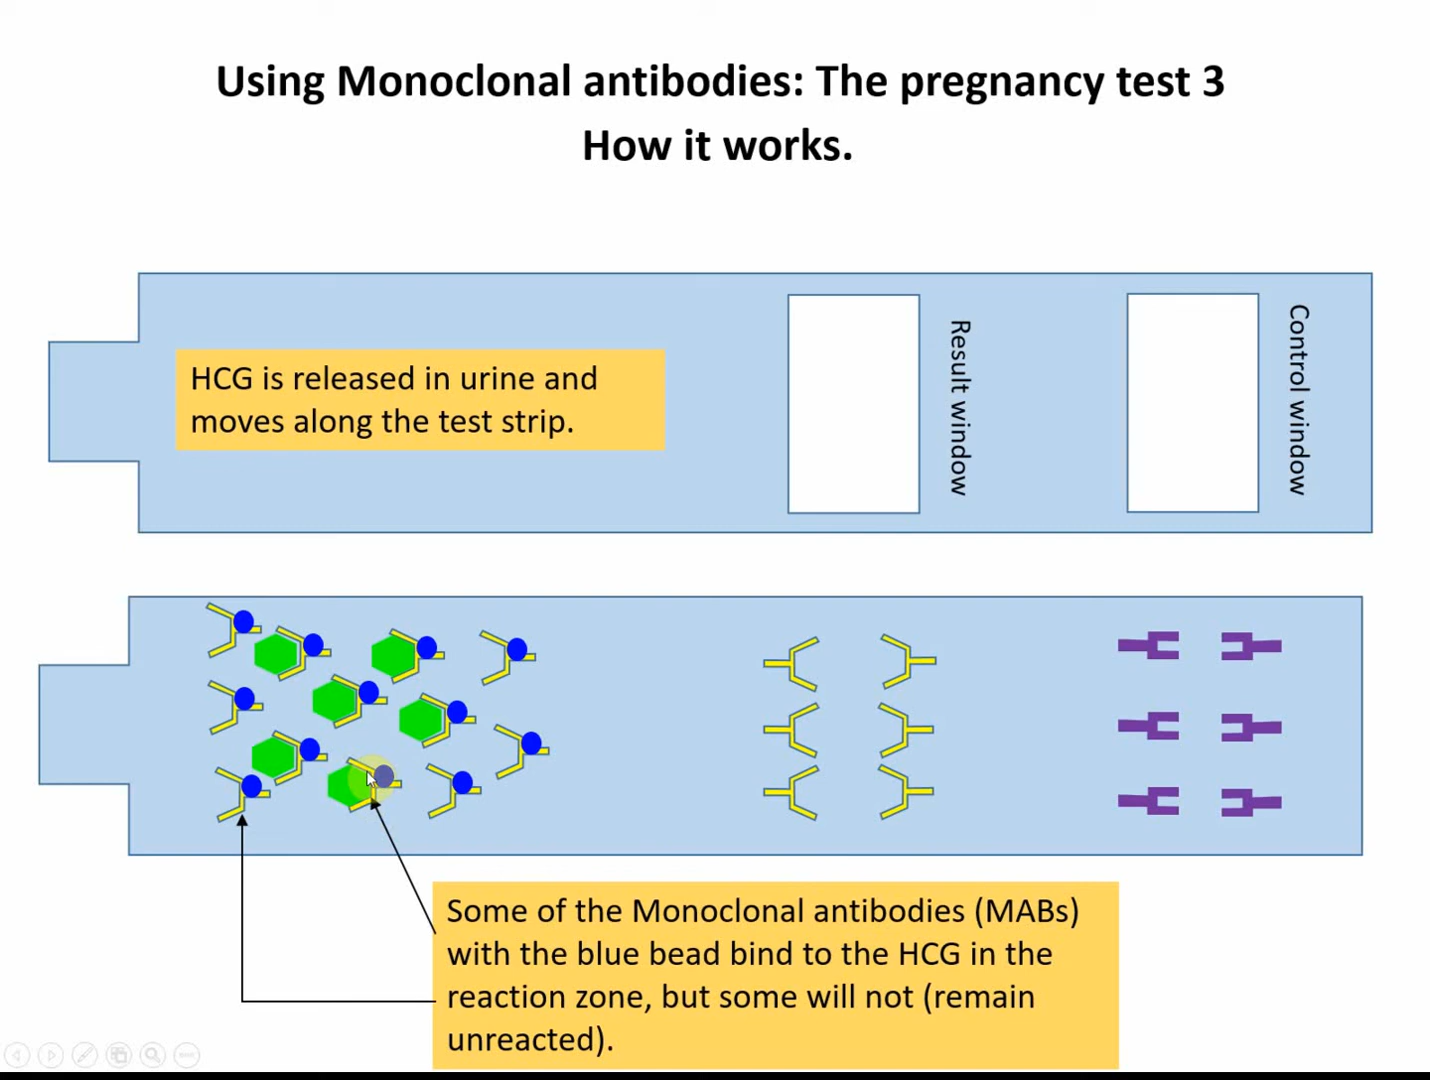 Using Monoclonal antibodies: The pregnancy test 3
How it works.
HCG is released in urine and
moves along the test strip.
Result window
Control window
Some of the Monoclonal antibodies (MABs)
with the blue bead bind to the HCG in the
reaction zone, but some will not (remain
unreacted).